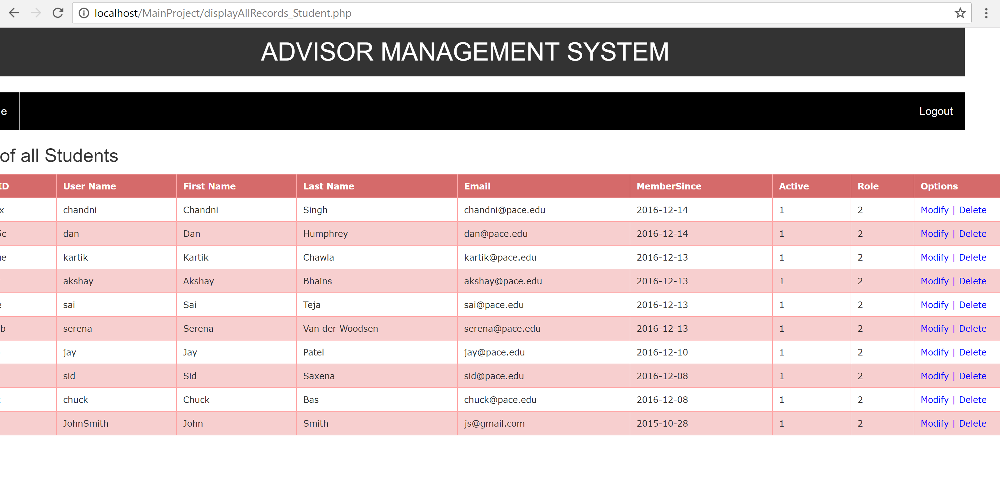 localhost/MainProject/displayAllRecords_Student.php
ADVISOR MANAGEMENT SYSTEM
Logout
of all Students
ID User Name First Name Last Name Email MemberSince Active Role Options
chandni Chandni Singh chandni@pace.edu 2016-12-14 1 2 Modify | Delete
dan Dan Humphrey dan@pace.edu 2016-12-14 1 2 Modify | Delete
kartik Kartik Chawla kartik@pace.edu 2016-12-13 1 2 Modify | Delete
akshay Akshay Bhains akshay@pace.edu 2016-12-13 1 2 Modify | Delete
sai Sai Teja sai@pace.edu 2016-12-13 1 2 Modify | Delete
serena Serena Van der Woodsen serena@pace.edu 2016-12-13 1 2 Modify | Delete
jay Jay Patel jay@pace.edu 2016-12-10 1 2 Modify | Delete
sid Sid Saxena sid@pace.edu 2016-12-08 1 2 Modify | Delete
chuck Chuck Bas chuck@pace.edu 2016-12-08 1 2 Modify | Delete
JohnSmith John Smith js@gmail.com 2015-10-28 1 2 Modify | Delete